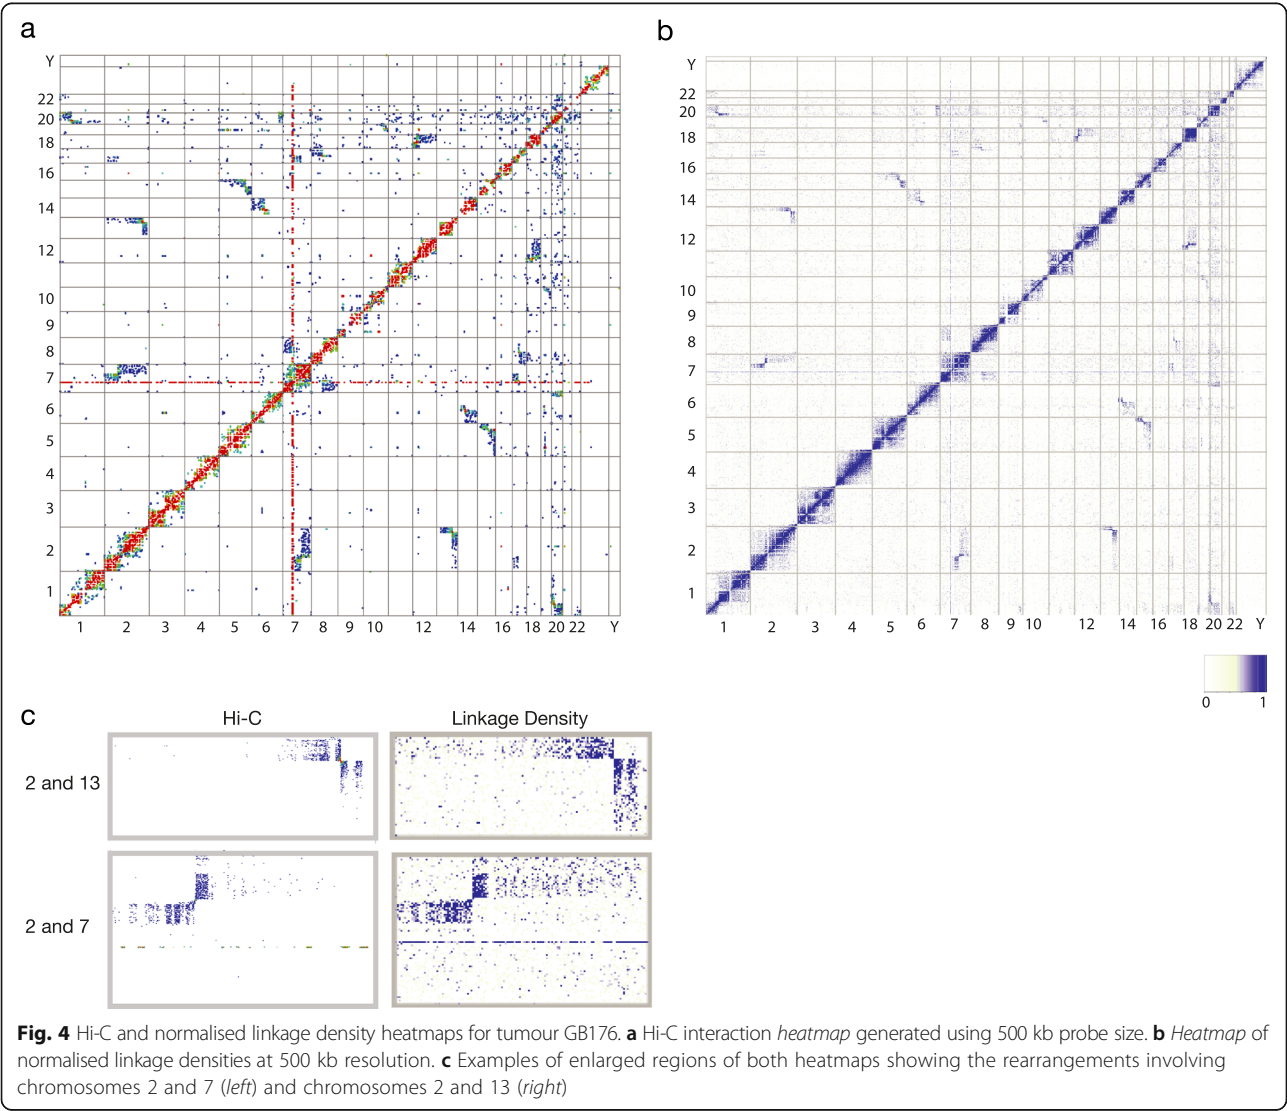 a
b
Y
22
20
18
16
14
12
10
9
8
7
6
5
4
3
2
1
1 2 3 4 5 6 7 8 9 10 12 14 16 18 20 22 Y
Y
22
20
18
16
14
12
10
9
8
7
6
5
4
3
2
1
1 2 3 4 5 6 7 8 9 10 12 14 16 18 20 22 Y
0 1
c
Hi-C Linkage Density
2 and 13
2 and 7
Fig. 4 Hi-C and normalised linkage density heatmaps for tumour GB176. a Hi-C interaction heatmap generated using 500 kb probe size. b Heatmap of
normalised linkage densities at 500 kb resolution. c Examples of enlarged regions of both heatmaps showing the rearrangements involving
chromosomes 2 and 7 (left) and chromosomes 2 and 13 (right)